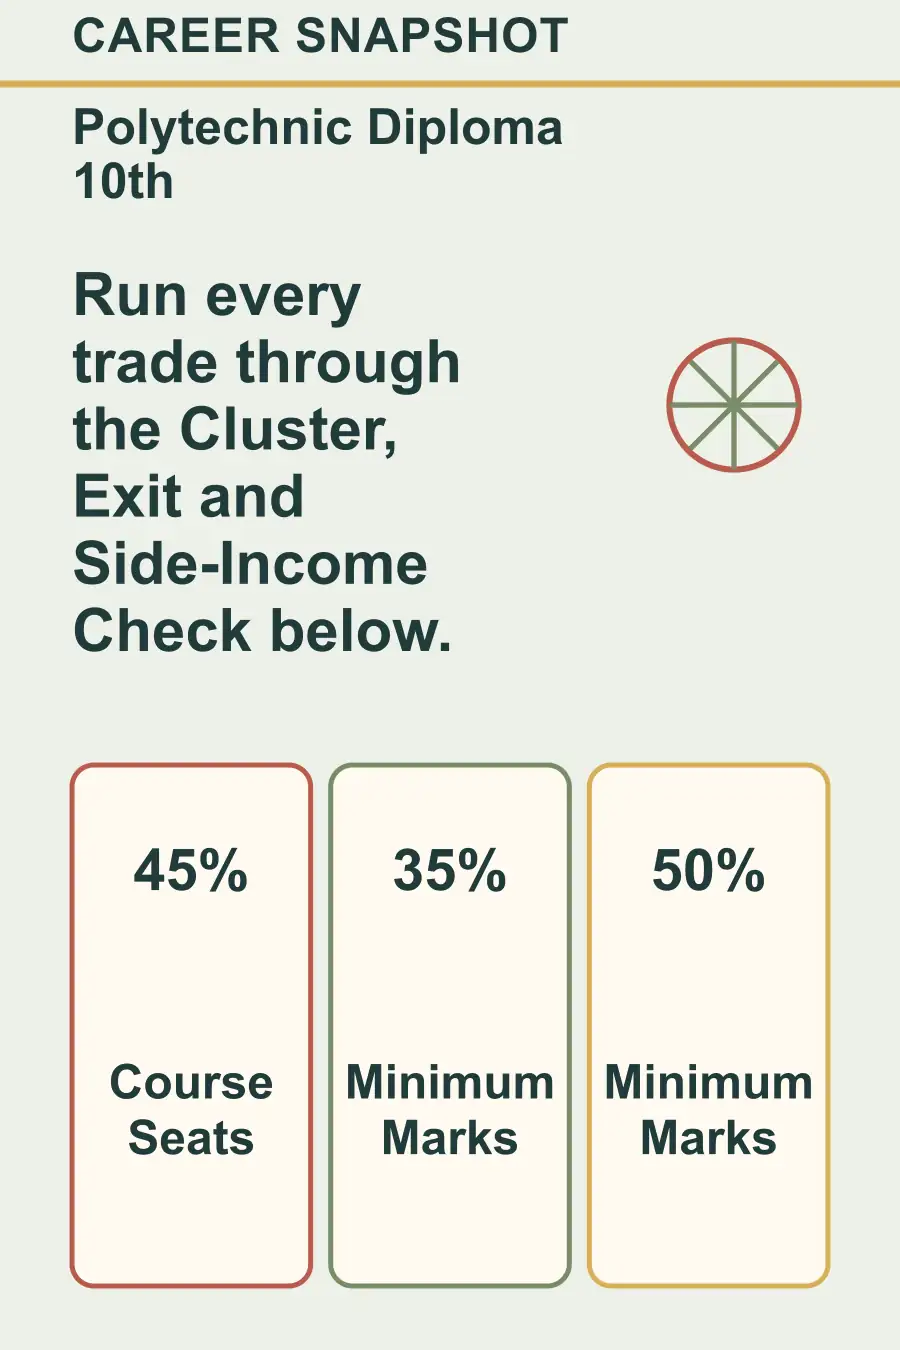 CAREER SNAPSHOT
Polytechnic Diploma
10th
Run every
trade through
the Cluster,
Exit and
Side-Income
Check below.
45%
Course
Seats
35%
Minimum
Marks
50%
Minimum
Marks